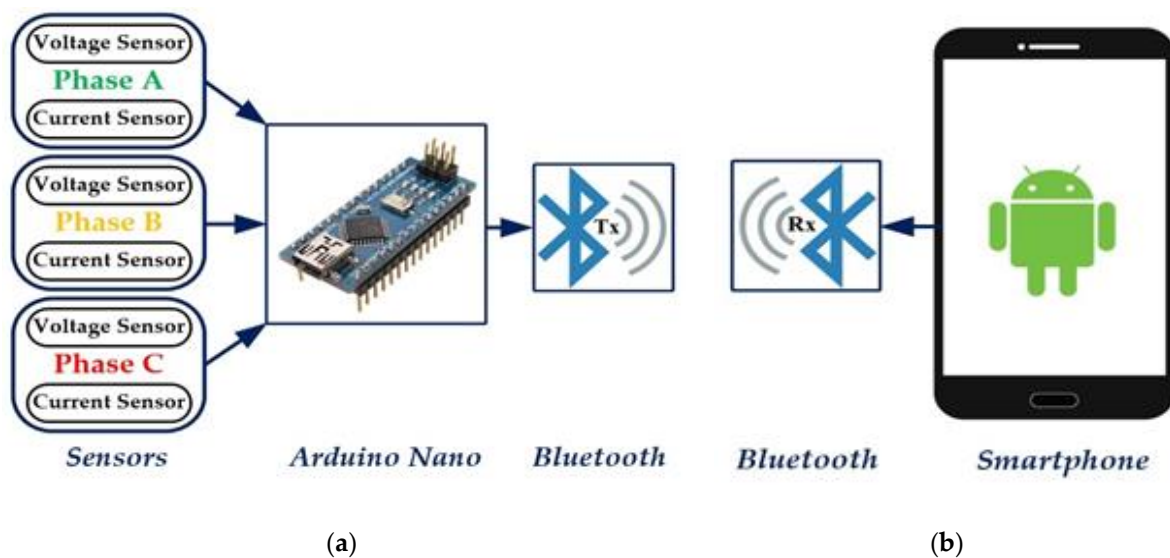 Voltage Sensor
Phase A
Current Sensor
Voltage Sensor
Phase B
Current Sensor
Voltage Sensor
Phase C
Current Sensor
Tx
Rx
Sensors
Arduino Nano
Bluetooth
Bluetooth
Smartphone
(a)
(b)